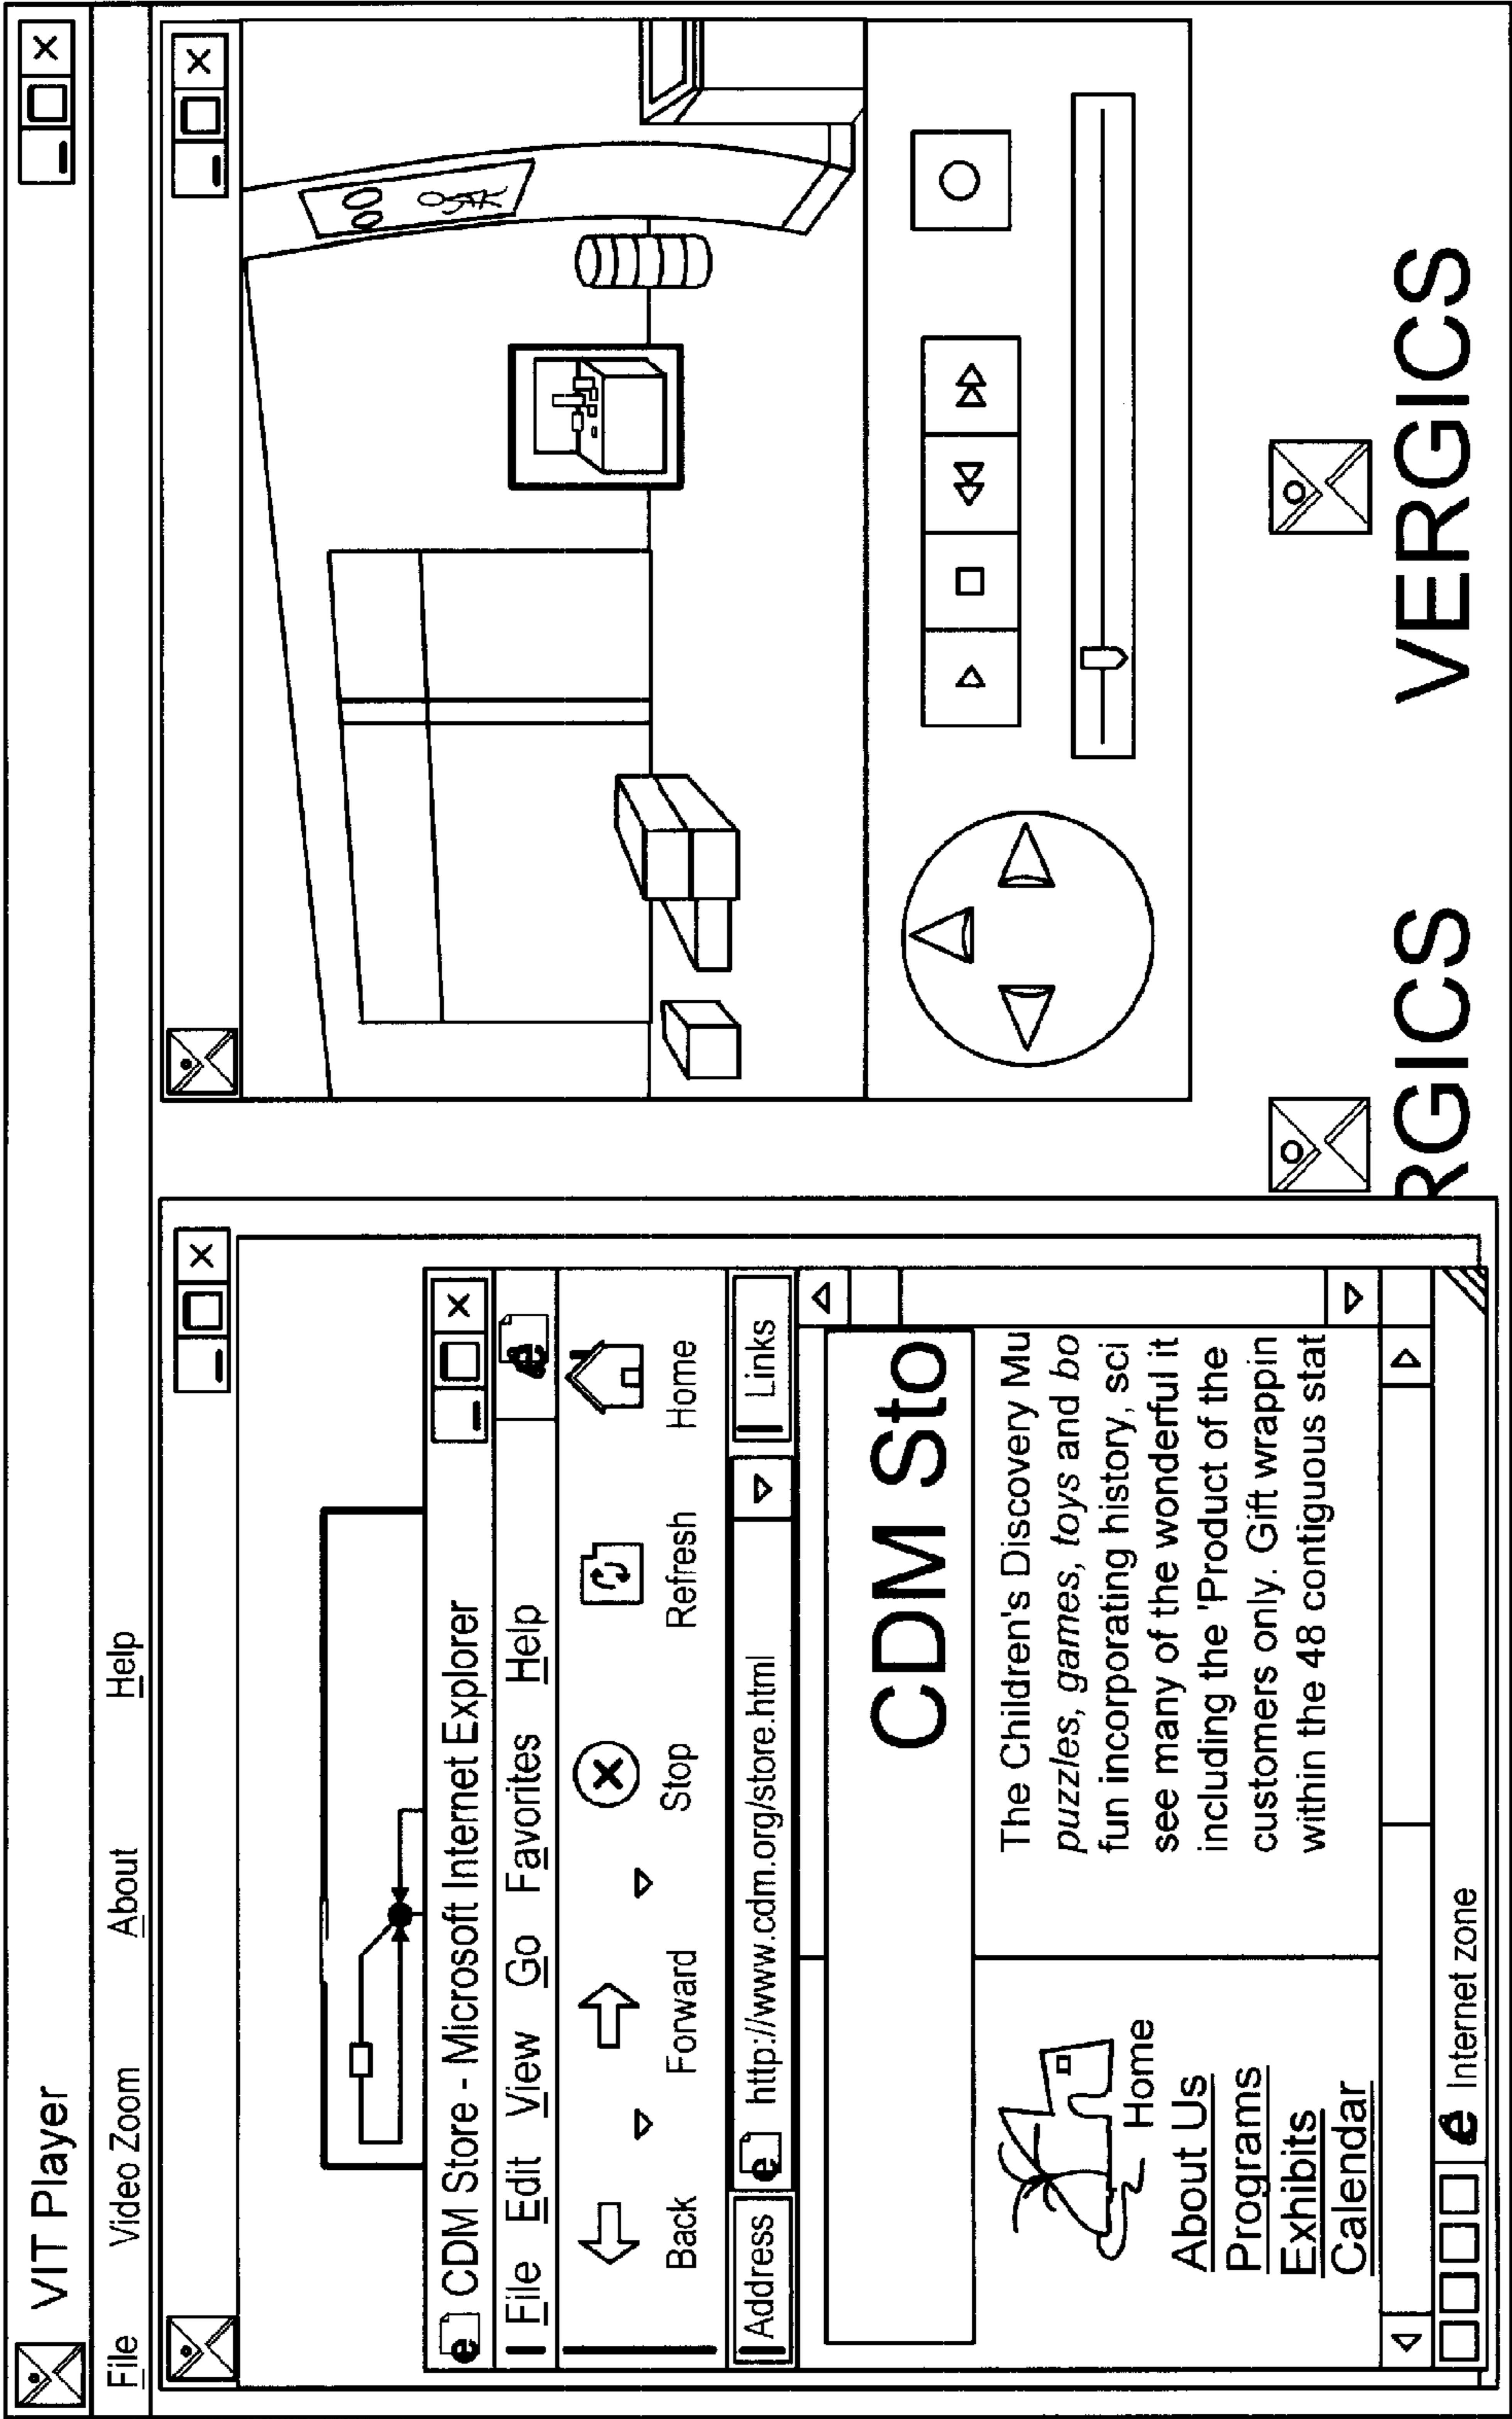 VIT Player
File Video Zoom About Help
CDM Store - Microsoft Internet Explorer
File Edit View Go Favorites Help
Back Forward Stop Refresh Home
Address http://www.cdm.org/store.html Links
CDM Sto
The Children's Discovery Mu
puzzles, games, toys and bo
fun incorporating history, sci
see many of the wonderful it
including the 'Product of the
customers only. Gift wrappin
within the 48 contiguous stat
Home
About Us
Programs
Exhibits
Calendar
Internet zone
RGICS VERGICS